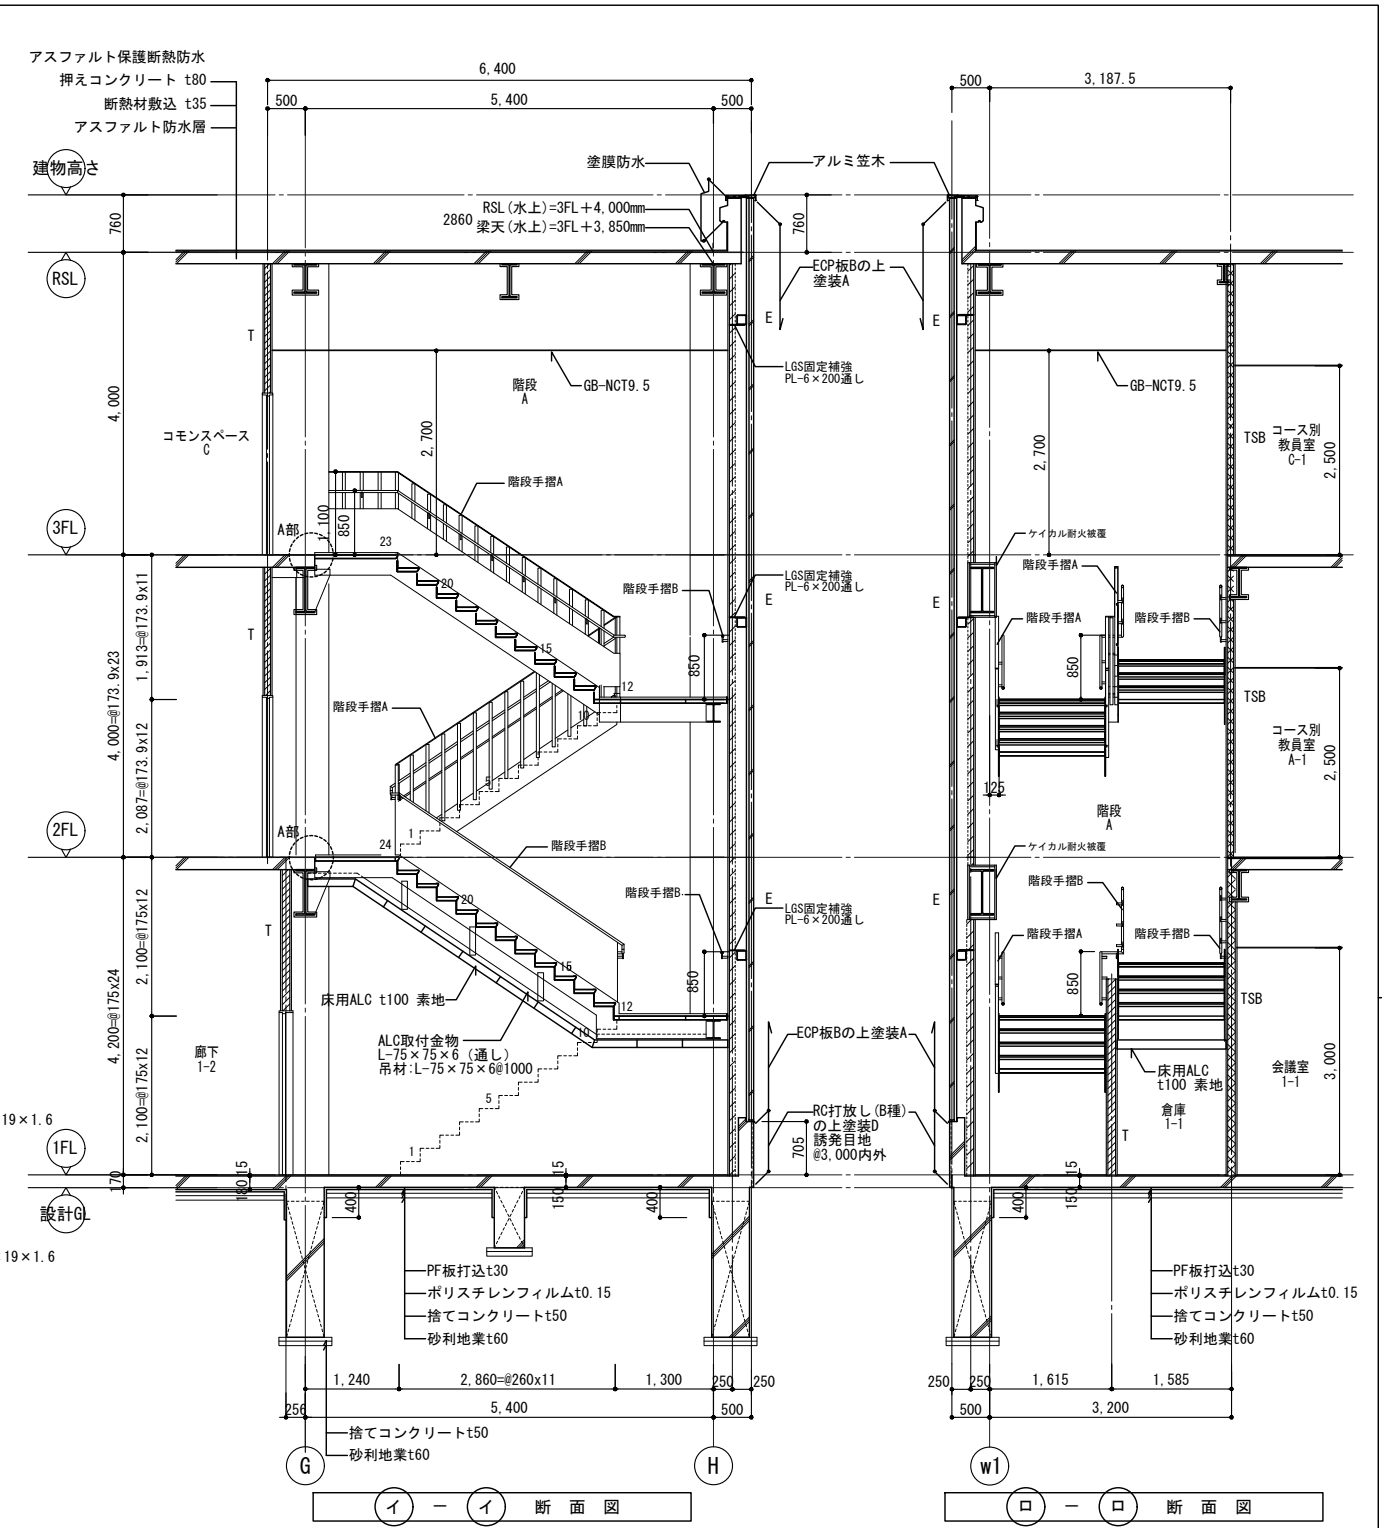 アスファルト保護断熱防水
押えコンクリート t80
断熱材敷込 t35
アスファルト防水層
6,400
500
5,400
500
500
3,187.5
建物高さ
塗膜防水
アルミ笠木
760
2860
RSL(水上)=3FL＋4,000mm
梁天(水上)=3FL＋3,850mm
760
RSL
ECP板Bの上
塗装A
T
E
E
LGS固定補強
PL-6×200通し
階段
A
GB-NCT9.5
GB-NCT9.5
4,000
コモンスペース
C
2,700
2,700
TSB
コース別
教員室
C-1
2,500
階段手摺A
3FL
A部
1,100
850
23
ケイカル耐火被覆
階段手摺A
20
階段手摺B
LGS固定補強
PL-6×200通し
E
E
階段手摺A
階段手摺B
T
1,913=@173.9x11
4,000=@173.9x23
15
850
850
12
階段手摺A
10
TSB
コース別
教員室
A-1
2,500
2,087=@173.9x12
5
125
階段
A
2FL
A部
1
24
階段手摺B
ケイカル耐火被覆
階段手摺B
20
階段手摺B
LGS固定補強
PL-6×200通し
E
E
T
階段手摺A
階段手摺B
2,100=@175x12
4,200=@175x24
15
850
850
床用ALC t100 素地
12
TSB
10
ALC取付金物
L-75×75×6（通し）
吊材:L-75×75×6@1000
ECP板Bの上塗装A
廊下
1-2
床用ALC
t100 素地
会議室
1-1
3,000
2,100=@175x12
5
RC打放し(B種)
の上塗装D
誘発目地
@3,000内外
倉庫
1-1
19×1.6
1
705
T
1FL
170
180
15
400
150
15
400
400
150
15
設計GL
19×1.6
PF板打込t30
ポリスチレンフィルムt0.15
捨てコンクリートt50
砂利地業t60
PF板打込t30
ポリスチレンフィルムt0.15
捨てコンクリートt50
砂利地業t60
1,240
2,860=@260x11
1,300
250
250
250
250
1,615
1,585
256
5,400
500
500
3,200
捨てコンクリートt50
砂利地業t60
G
H
w1
イ － イ 断面図
ロ － ロ 断面図